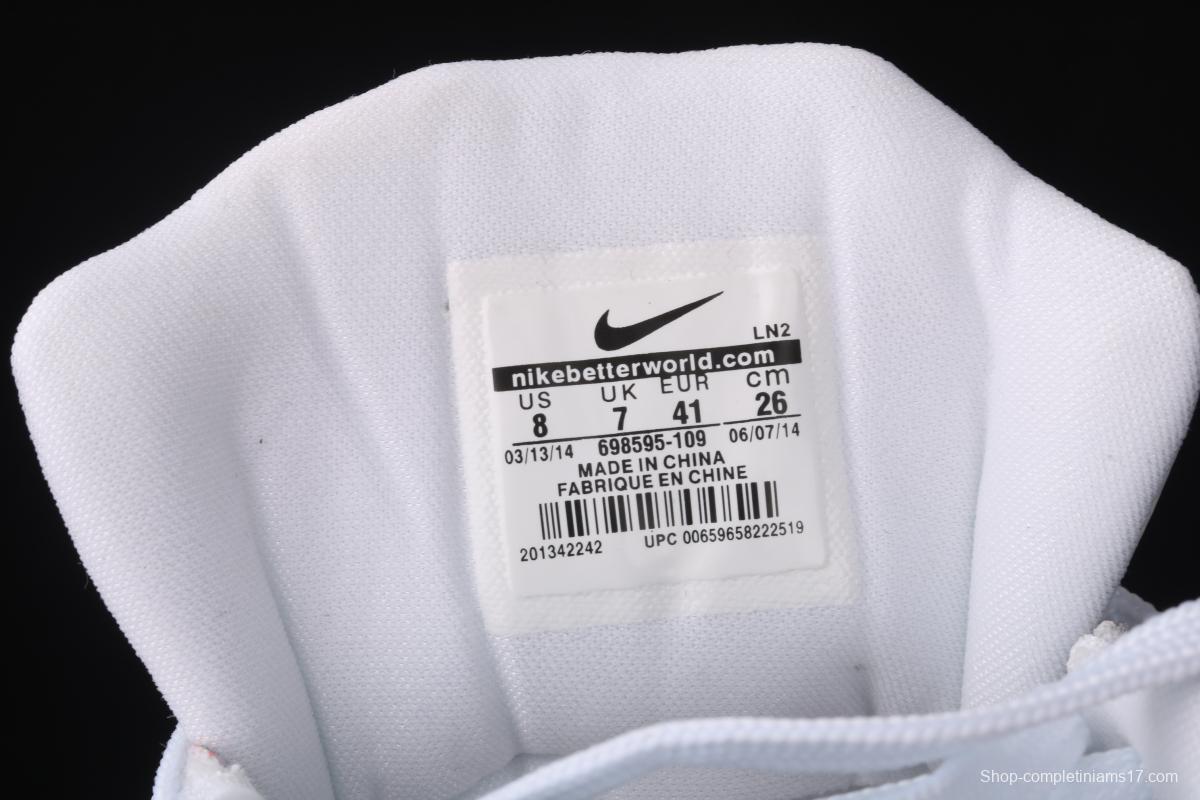 LN2
nikebetterworld.com
US UK EUR cm
8 7 41 26
03/13/14 698595-109 06/07/14
MADE IN CHINA
FABRIQUE EN CHINE
201342242 UPC 00659658222519
Shop-completiniams17.com